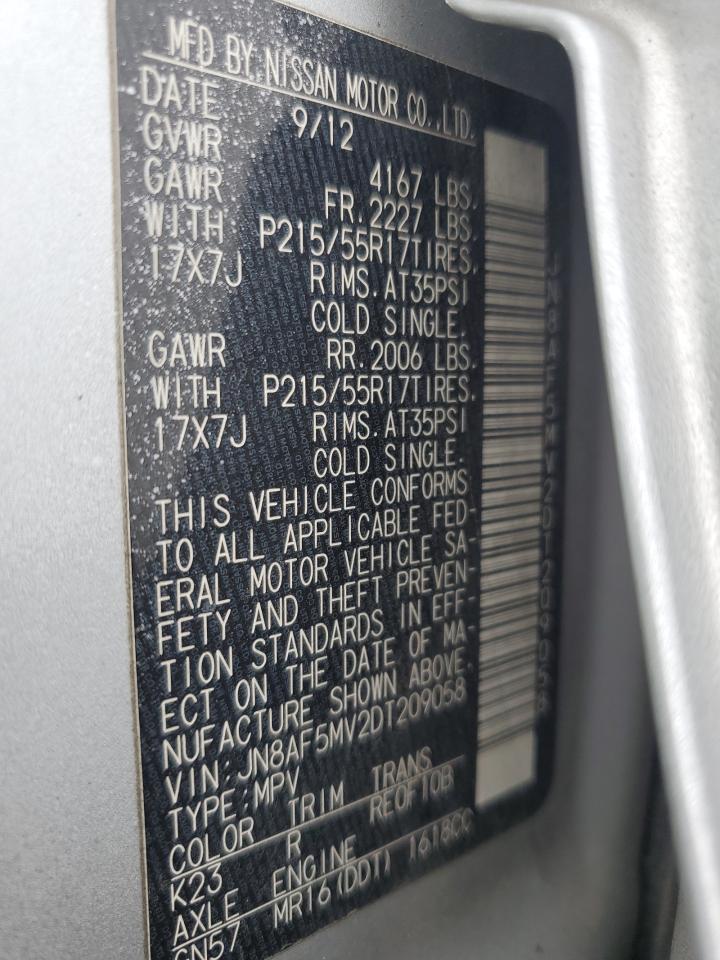 MFD BY NISSAN MOTOR CO.,LTD.
DATE 9/12
GVWR 4167 LBS.
GAWR FR. 2227 LBS.
WITH P215/55R17TIRES.
17X7J RIMS. AT35PSI
COLD SINGLE.
GAWR RR. 2006 LBS.
WITH P215/55R17TIRES.
17X7J RIMS. AT35PSI
COLD SINGLE.
THIS VEHICLE CONFORMS
TO ALL APPLICABLE FED-
ERAL MOTOR VEHICLE SA-
FETY AND THEFT PREVEN-
TION STANDARDS IN EFF-
ECT ON THE DATE OF MA-
NUFACTURE SHOWN ABOVE.
VIN:JN8AF5MV2DT209058
TYPE:MPV
COLOR TRIM TRANS
K23 R RE0F10B
AXLE ENGINE
GN57 MR16(DDT) 1618CC
JN8AF5MV2DT209058